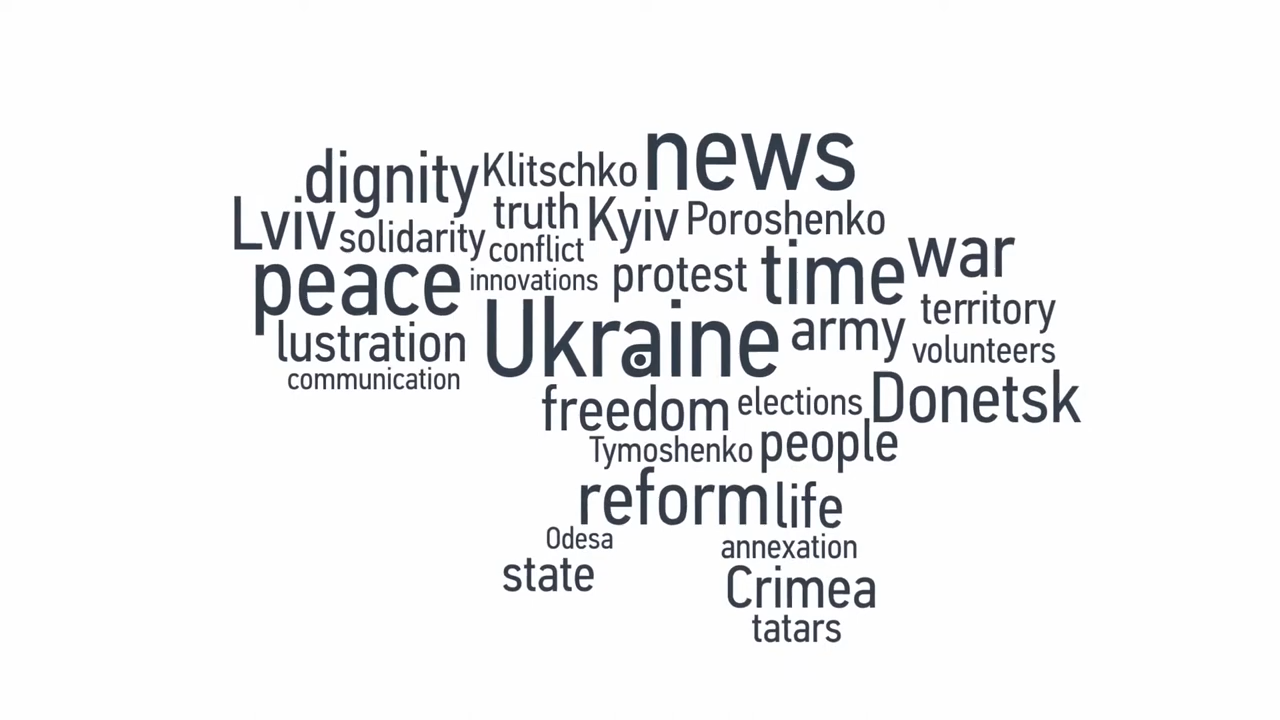 news
dignity Klitschko
Lviv solidarity truth Kyiv Poroshenko
conflict
peace innovations protest time war
territory
lustration Ukraine army volunteers
communication
freedom elections Donetsk
Tymoshenko people
reform life
Odesa annexation
state Crimea
tatars